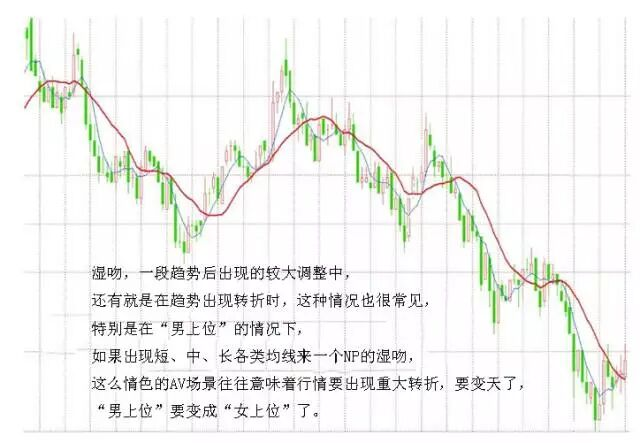 湿吻，一段趋势后出现的较大调整中，
还有就是在趋势出现转折时，这种情况也很常见，
特别是在“男上位”的情况下，
如果出现短、中、长各类均线来一个NP的湿吻，
这么情色的AV场景往往意味着行情要出现重大转折，要变天了，
“男上位”要变成“女上位”了。